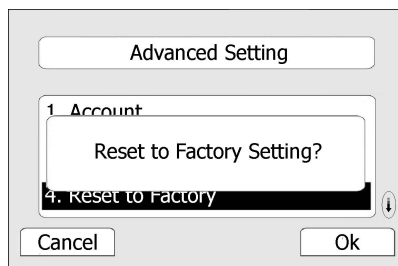 Advanced Setting
1. Account
Reset to Factory Setting?
4. Reset to Factory
Cancel
Ok